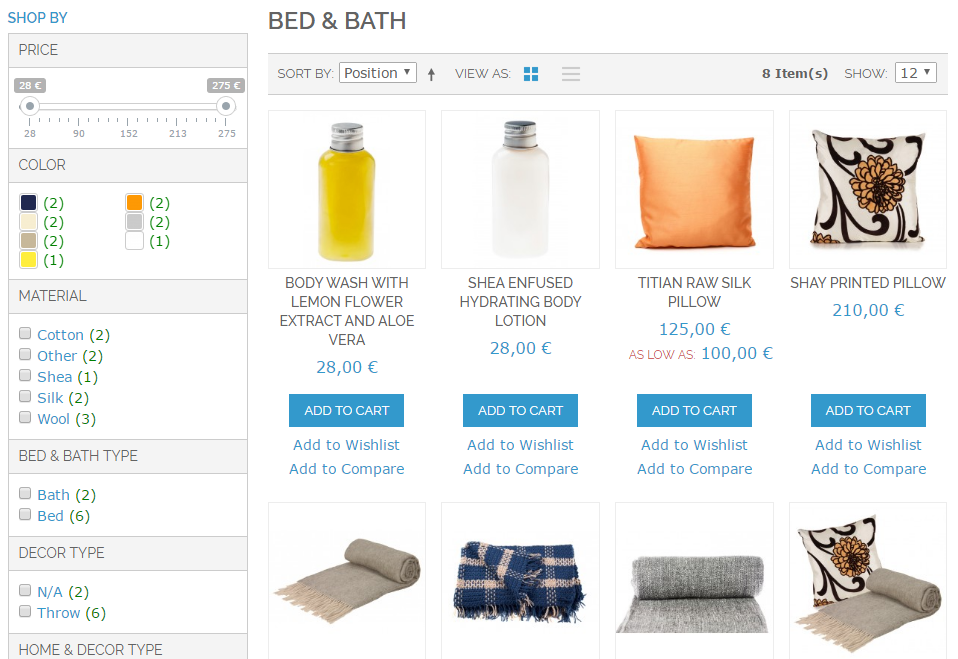 SHOP BY
PRICE
28 €
275 €
28 90 152 213 275
COLOR
(2) (2)
(2) (2)
(2) (1)
(1)
MATERIAL
Cotton (2)
Other (2)
Shea (1)
Silk (2)
Wool (3)
BED & BATH TYPE
Bath (2)
Bed (6)
DECOR TYPE
N/A (2)
Throw (6)
HOME & DECOR TYPE
BED & BATH
SORT BY: Position VIEW AS: 8 Item(s) SHOW: 12
BODY WASH WITH
LEMON FLOWER
EXTRACT AND ALOE
VERA
28,00 €
ADD TO CART
Add to Wishlist
Add to Compare
SHEA ENFUSED
HYDRATING BODY
LOTION
28,00 €
ADD TO CART
Add to Wishlist
Add to Compare
TITIAN RAW SILK
PILLOW
125,00 €
AS LOW AS: 100,00 €
ADD TO CART
Add to Wishlist
Add to Compare
SHAY PRINTED PILLOW
210,00 €
ADD TO CART
Add to Wishlist
Add to Compare